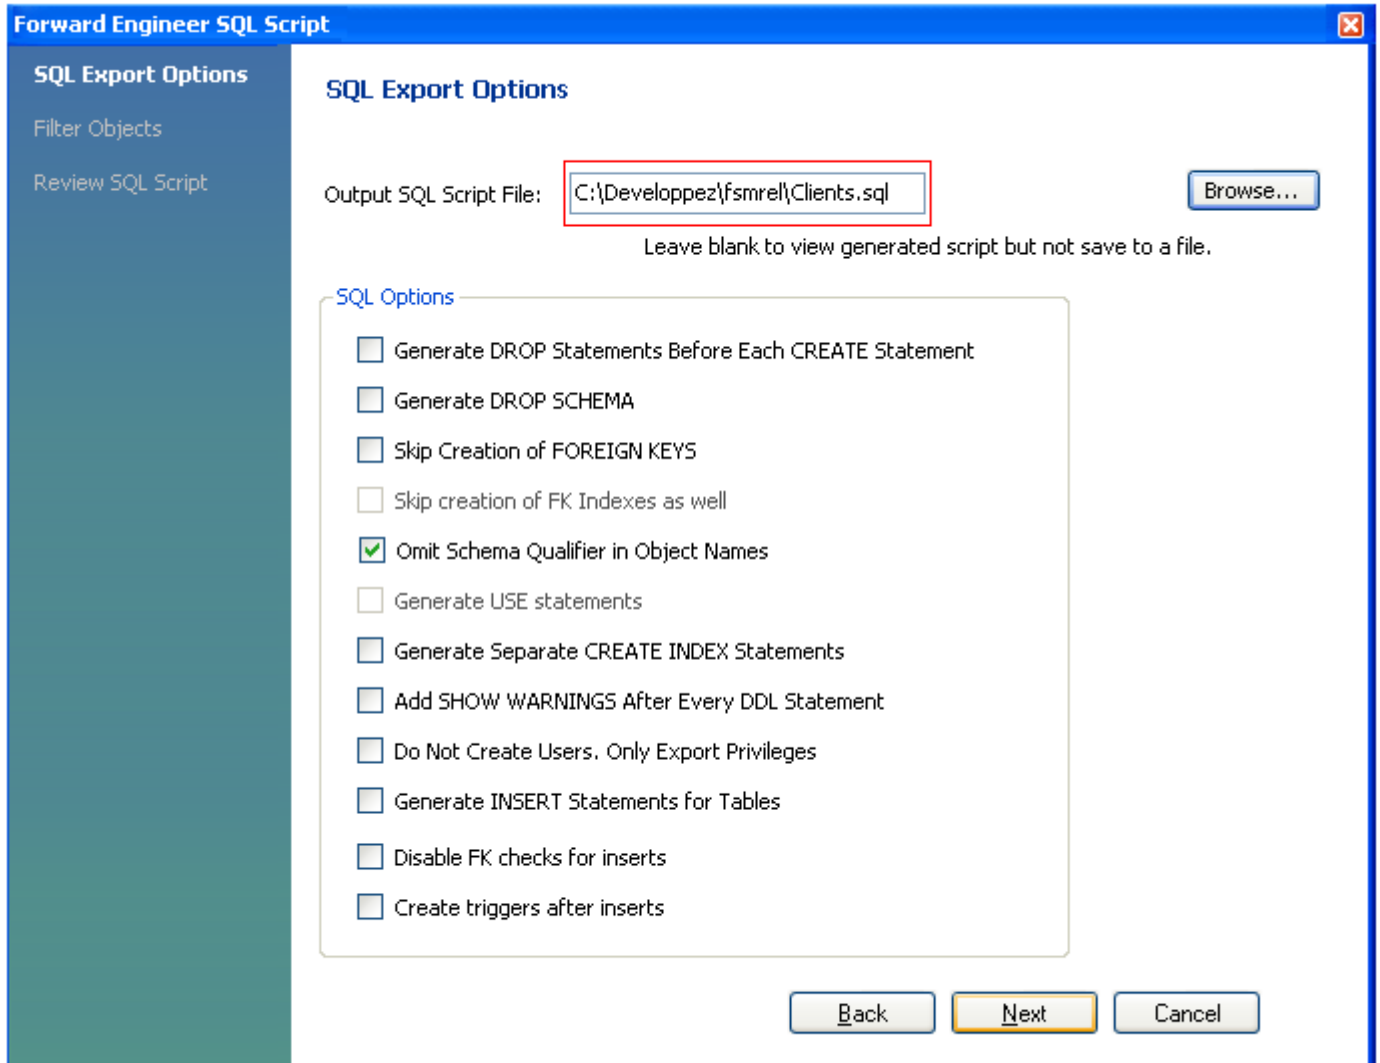 Forward Engineer SQL Script
SQL Export Options
Filter Objects
Review SQL Script
SQL Export Options
Output SQL Script File:
C:\Developpez\fsmrel\Clients.sql
Browse...
Leave blank to view generated script but not save to a file.
SQL Options
Generate DROP Statements Before Each CREATE Statement
Generate DROP SCHEMA
Skip Creation of FOREIGN KEYS
Skip creation of FK Indexes as well
Omit Schema Qualifier in Object Names
Generate USE statements
Generate Separate CREATE INDEX Statements
Add SHOW WARNINGS After Every DDL Statement
Do Not Create Users. Only Export Privileges
Generate INSERT Statements for Tables
Disable FK checks for inserts
Create triggers after inserts
Back
Next
Cancel